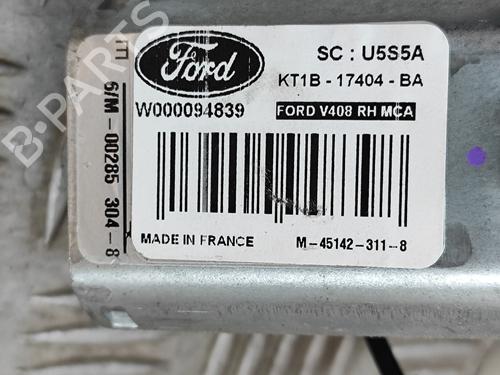 Ford
SC : U5S5A
KT1B - 17404 - BA
W000094839
FORD V408 RH MCA
MADE IN FRANCE
M-45142-311-8
6/M-00285 304-8
B-PARTS